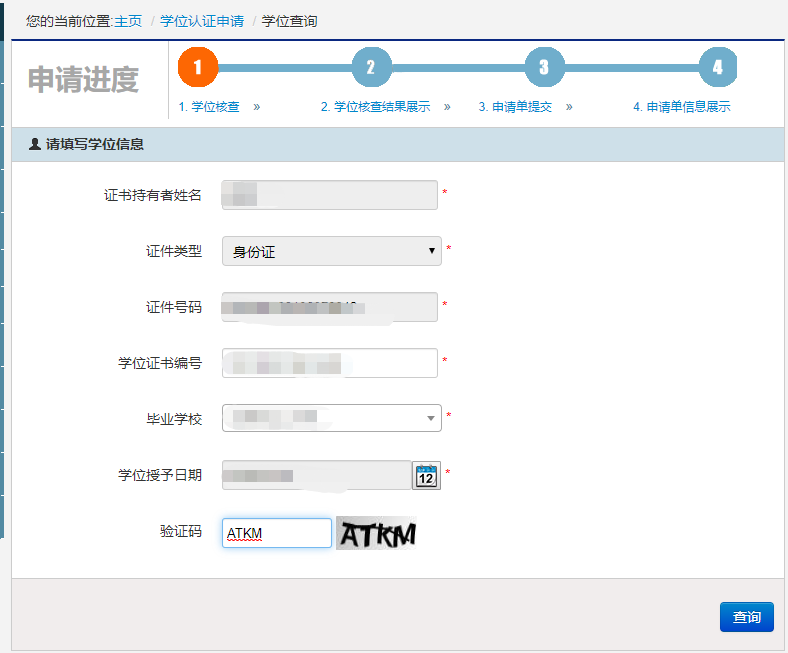 您的当前位置:主页 / 学位认证申请 / 学位查询
申请进度
1 2 3 4
1. 学位核查 » 2. 学位核查结果展示 » 3. 申请单提交 » 4. 申请单信息展示
请填写学位信息
证书持有者姓名 *
证件类型 身份证 ▼ *
证件号码 *
学位证书编号 *
毕业学校 *
学位授予日期 12 *
验证码 ATKM ATKM
查询